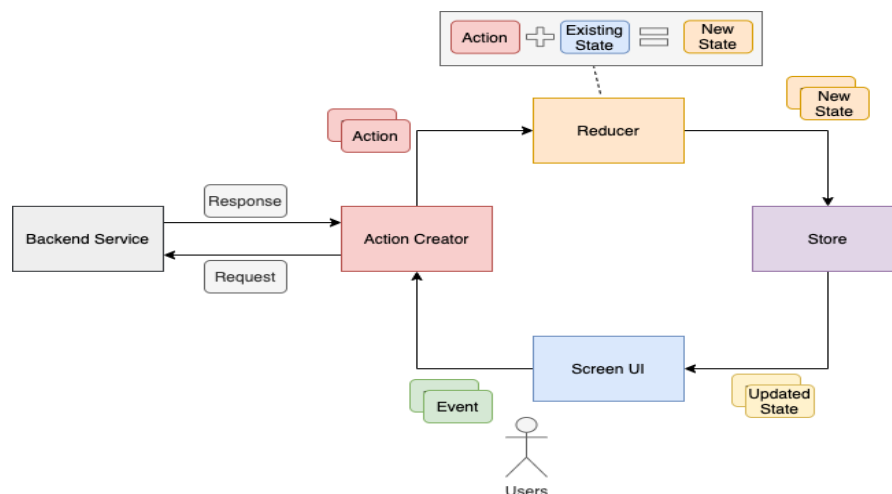 Action
Existing
State
New
State
New
State
Action
Reducer
Response
Backend Service
Action Creator
Store
Request
Screen UI
Updated
State
Event
Users